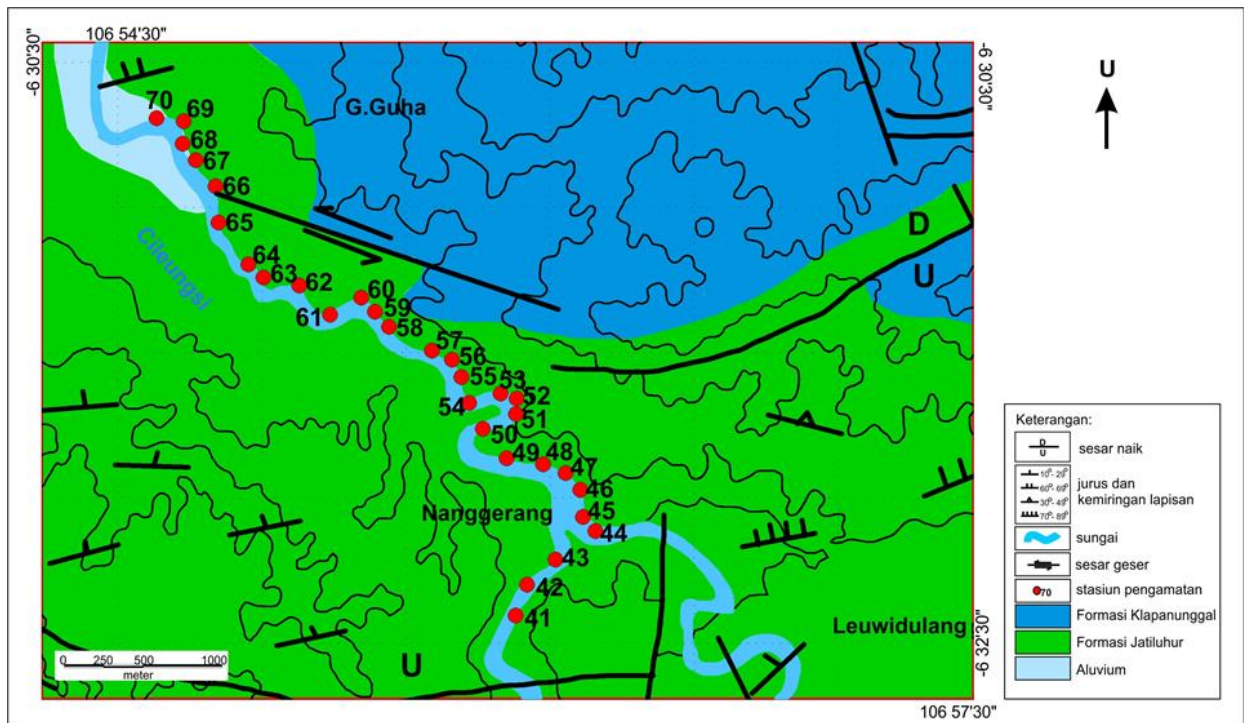 106 54'30"
-6 30'30"
-6 30'30"
U
G.Guha
70
69
68
67
66
65
64
63
62
61
60
59
58
57
56
55
54
53
52
51
50
49
48
47
46
45
44
43
42
41
Cileungsi
D
U
Nanggerang
Leuwidulang
U
0 250 500 1000
meter
-6 32'30"
106 57'30"
Keterangan:
D
U
sesar naik
10°- 29°
60°- 69°
30°- 49°
70°- 89°
jurus dan
kemiringan lapisan
sungai
sesar geser
70
stasiun pengamatan
Formasi Klapanunggal
Formasi Jatiluhur
Aluvium